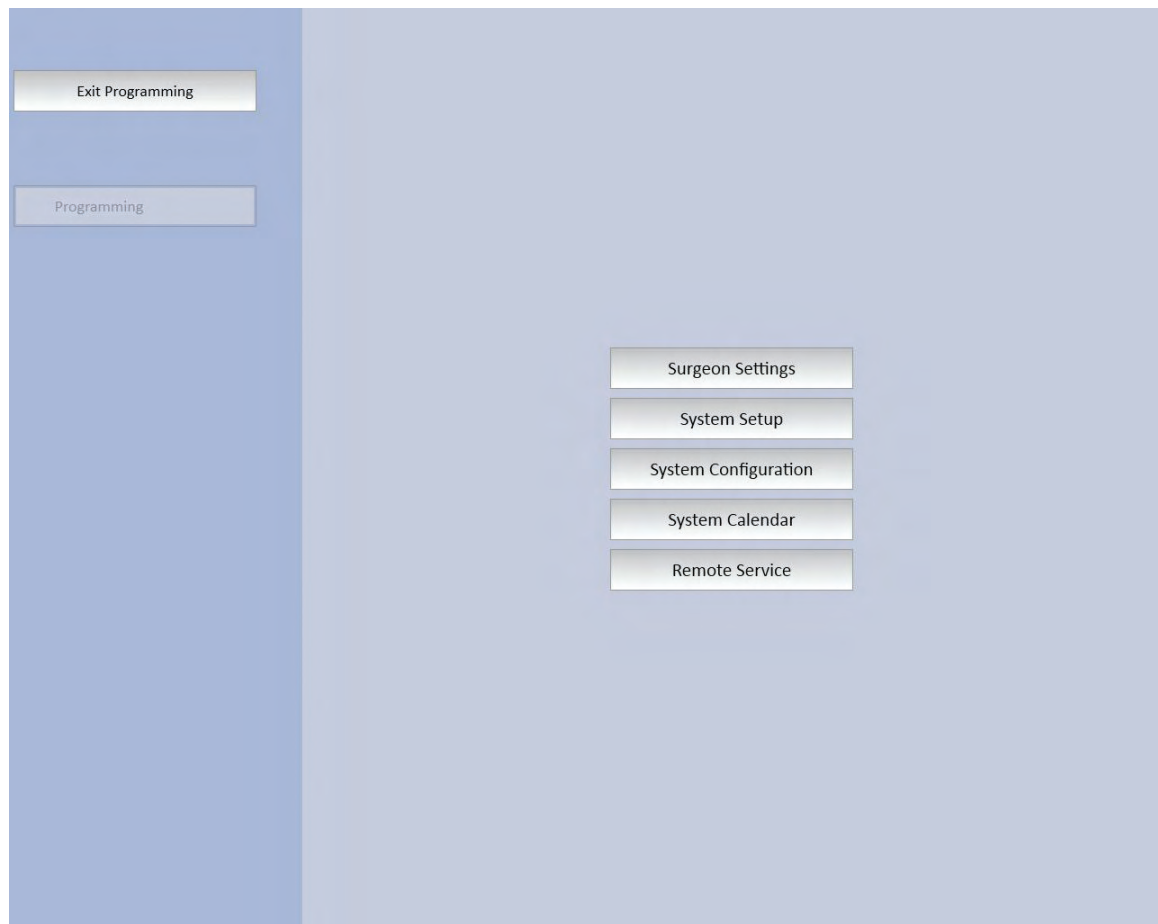 Exit Programming
Programming
Surgeon Settings
System Setup
System Configuration
System Calendar
Remote Service